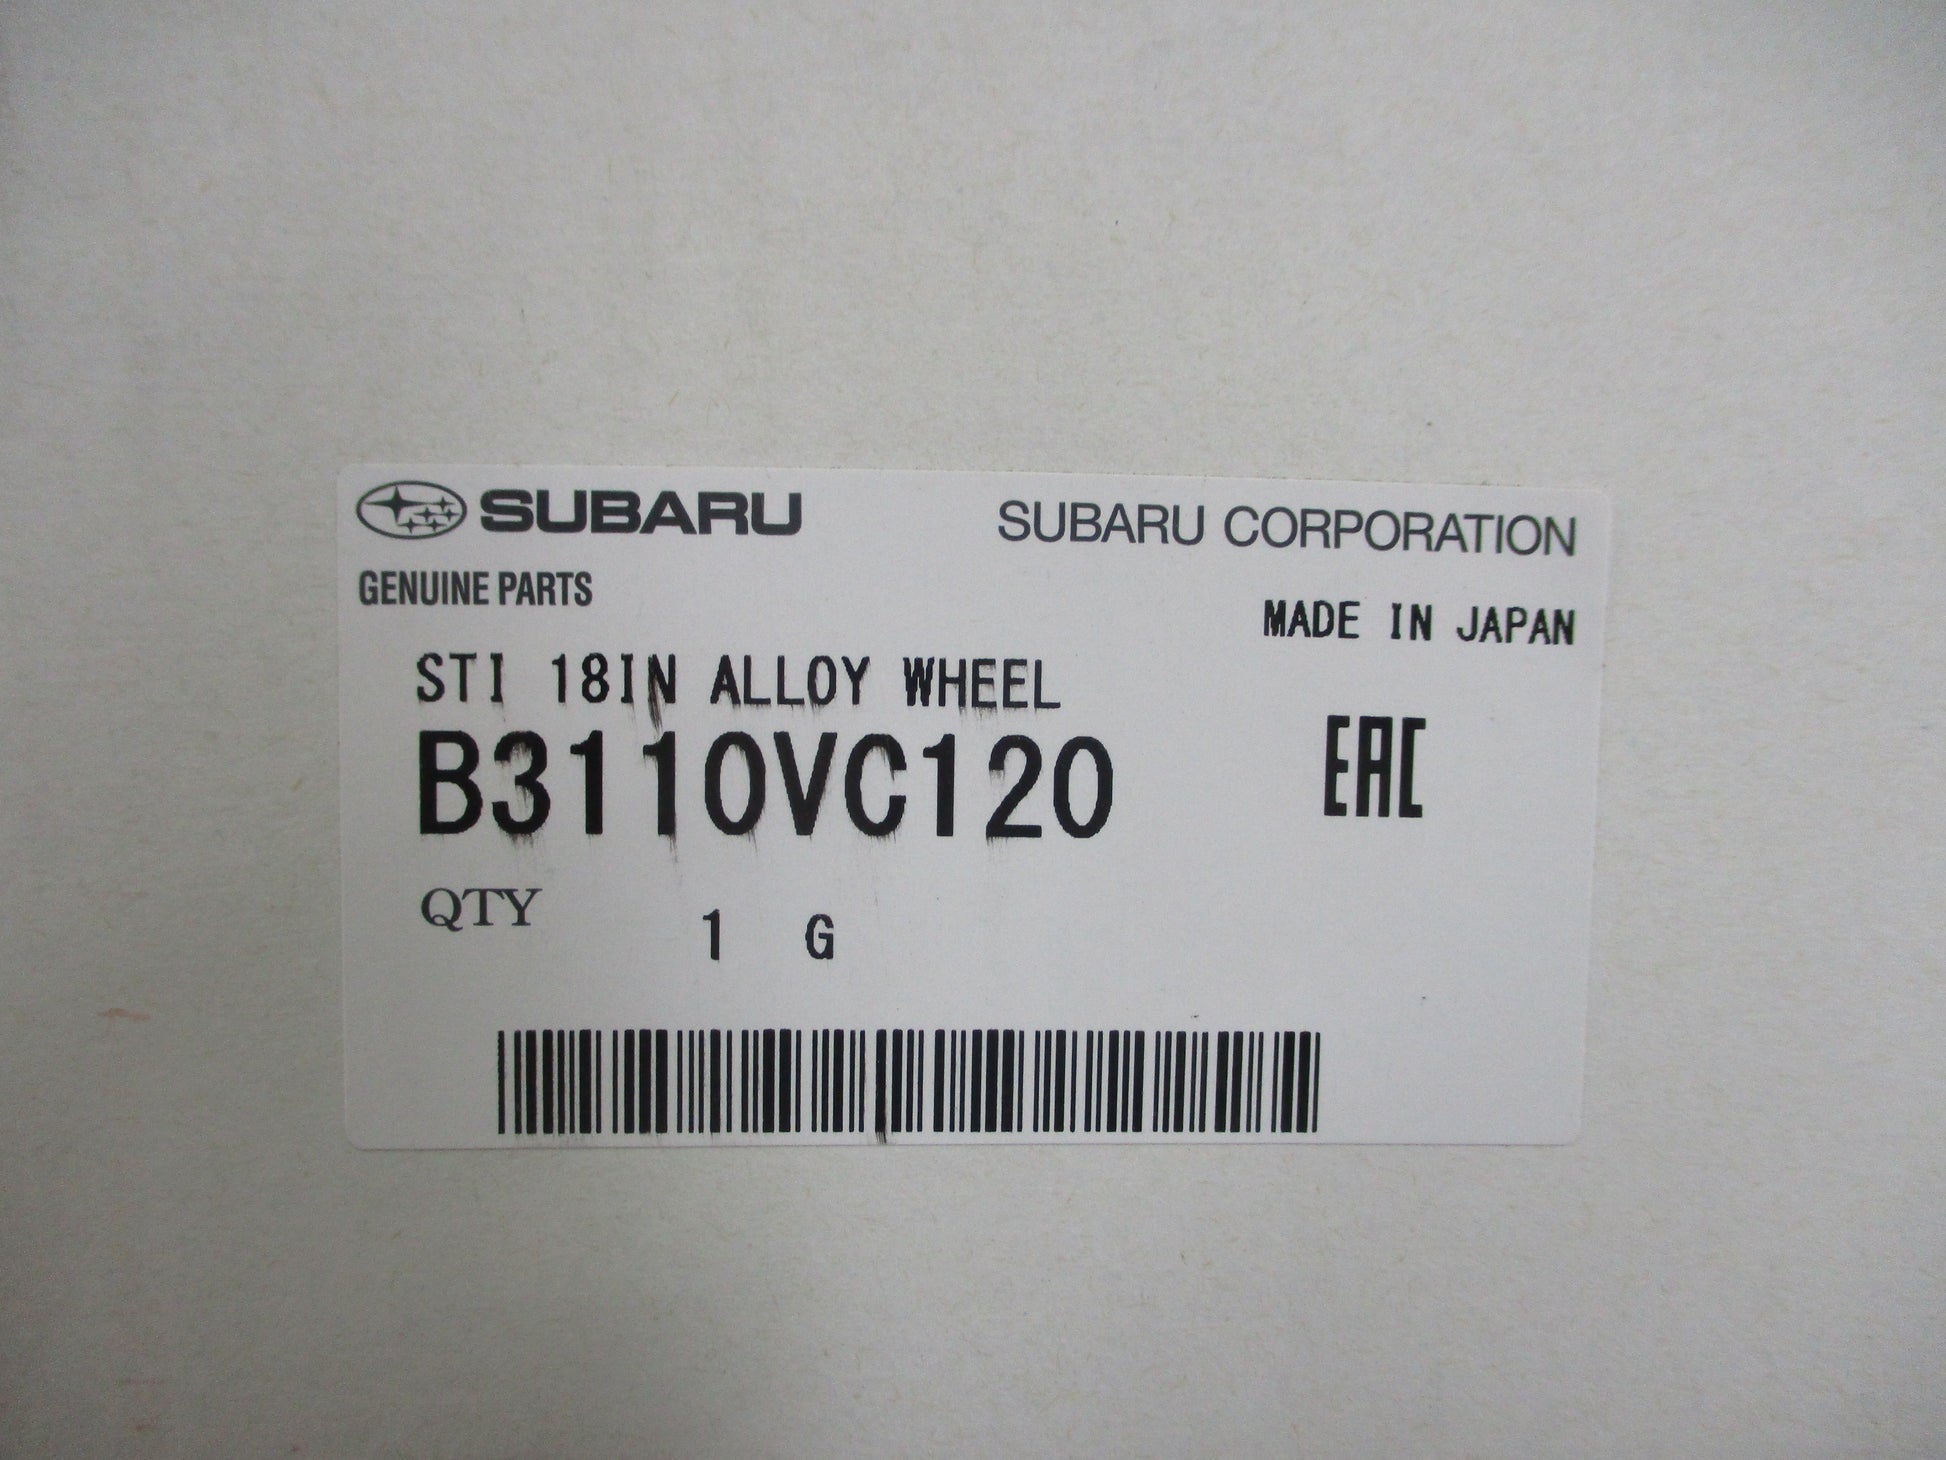 SUBARU
SUBARU CORPORATION
GENUINE PARTS
MADE IN JAPAN
STI 18IN ALLOY WHEEL
B3110VC120
EAC
QTY 1 G